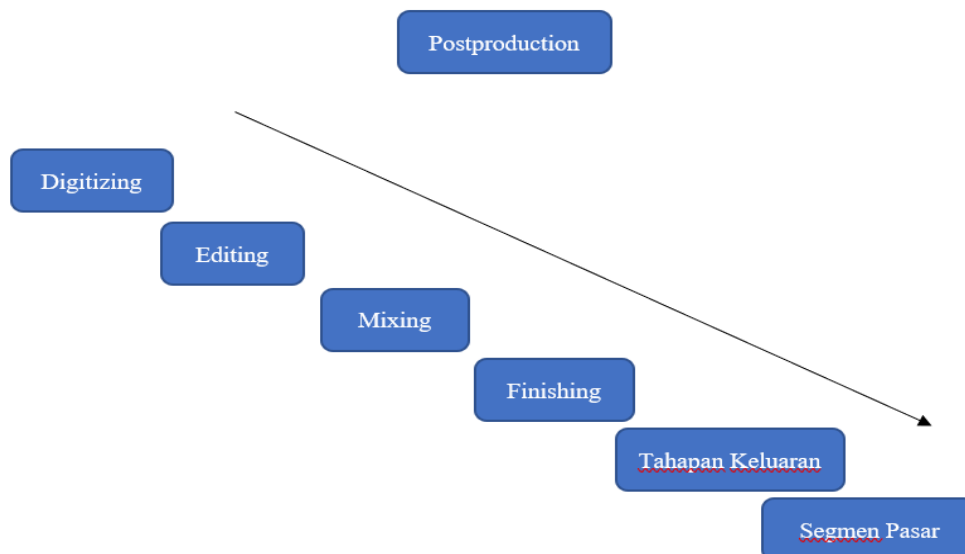 Postproduction
Digitizing
Editing
Mixing
Finishing
Tahapan Keluaran
Segmen Pasar